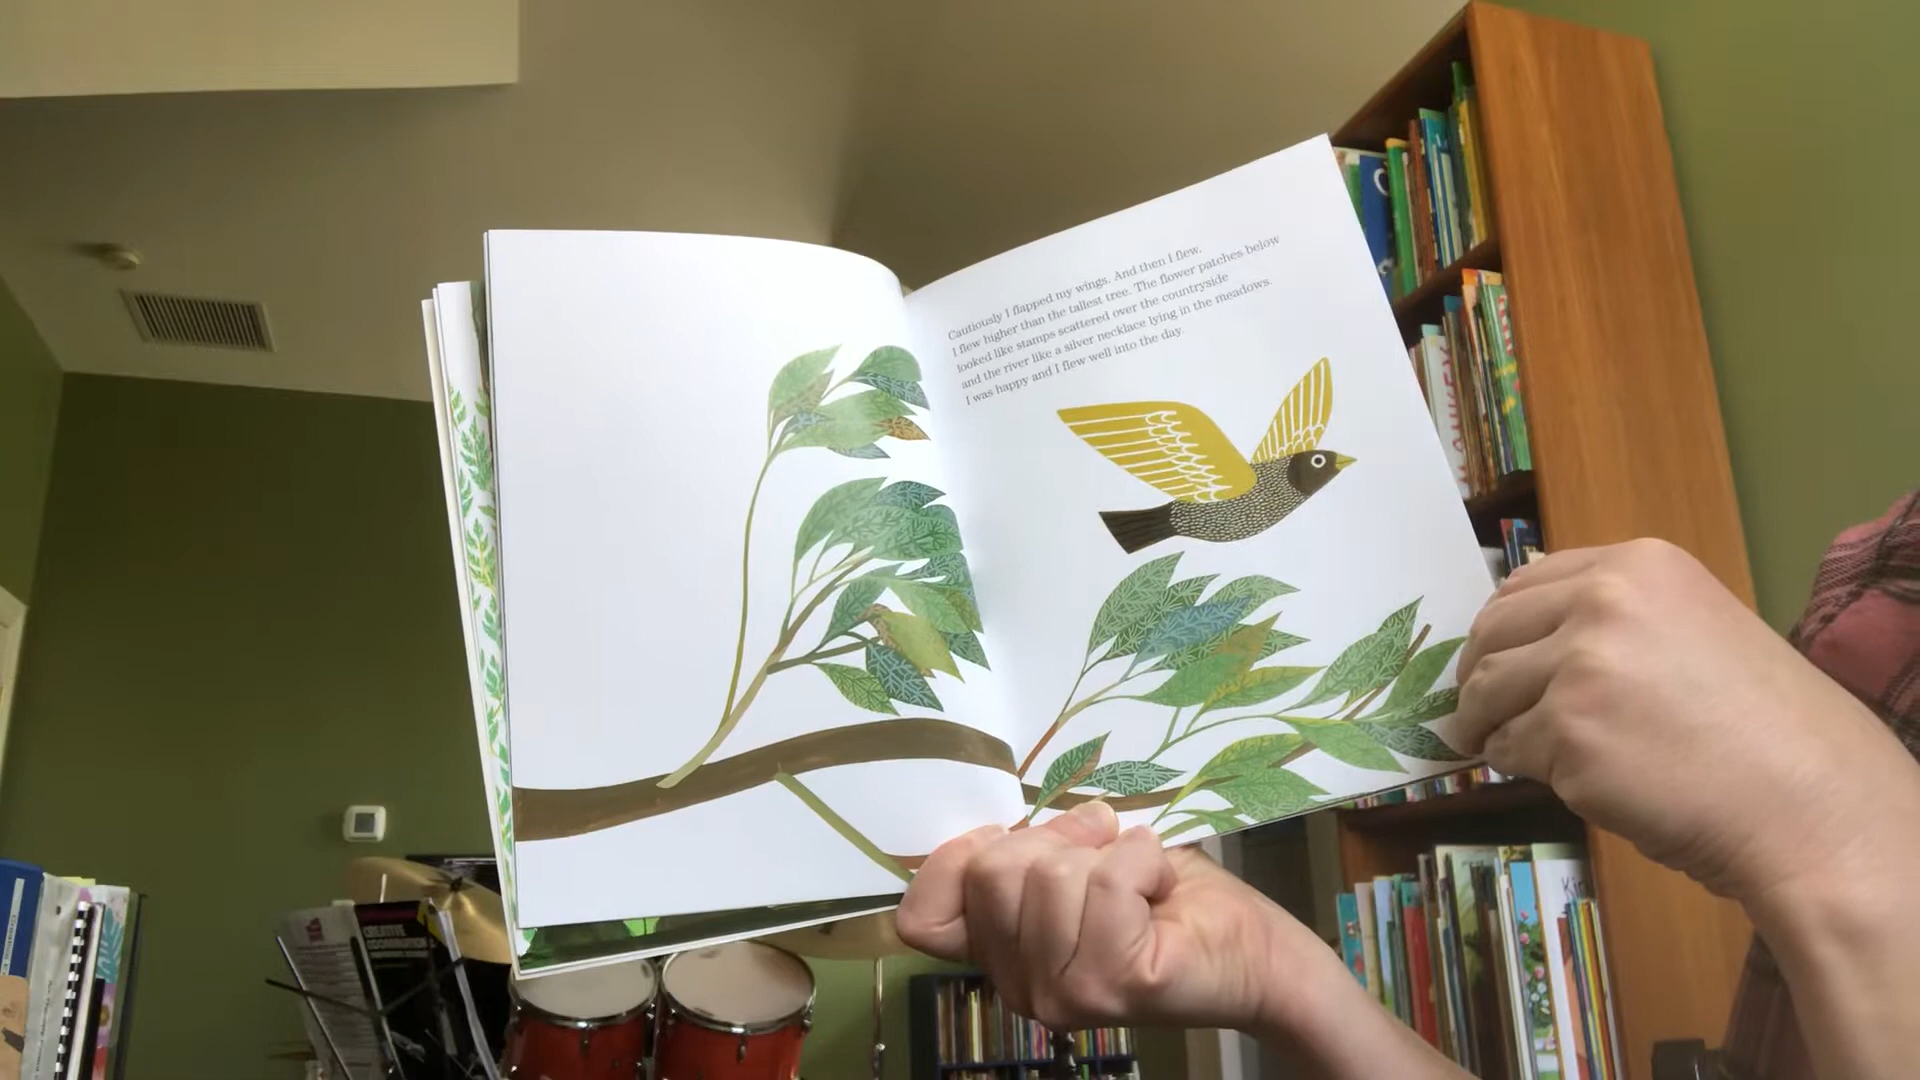 Cautiously I flapped my wings. And then I flew.
I flew higher than the tallest tree. The flower patches below
looked like stamps scattered over the countryside
and the river like a silver necklace lying in the meadows.
I was happy and I flew well into the day.
CREATIVE
COORDINATION